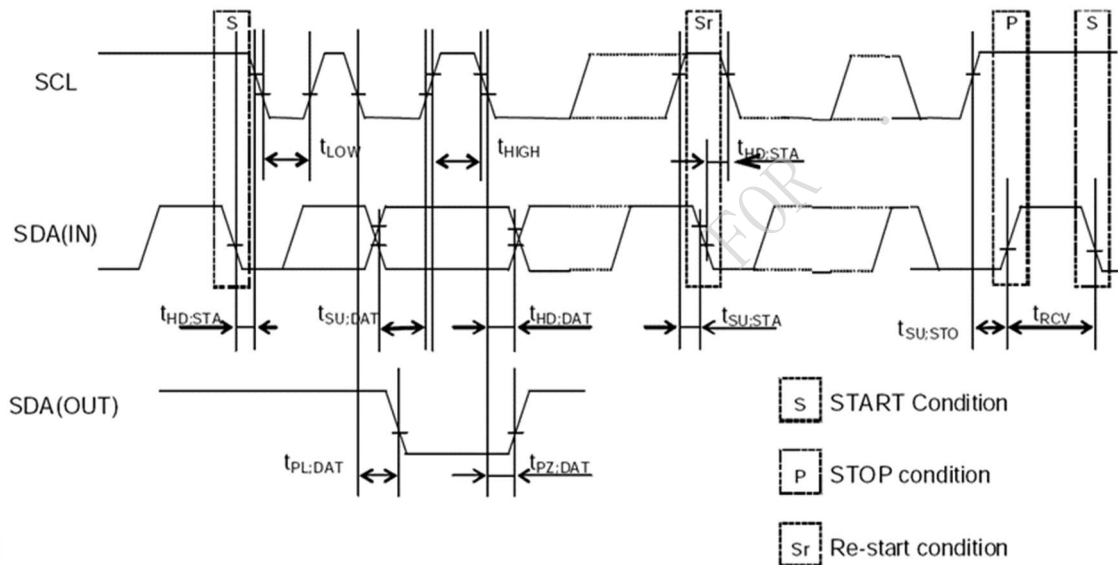 S Sr P S
SCL
tLOW tHIGH tHD;STA
FOR
SDA(IN)
tHD;STA tSU;DAT tHD;DAT tSU;STA tSU;STO tRCV
SDA(OUT)
S START Condition
tPL;DAT tPZ;DAT
P STOP condition
Sr Re-start condition